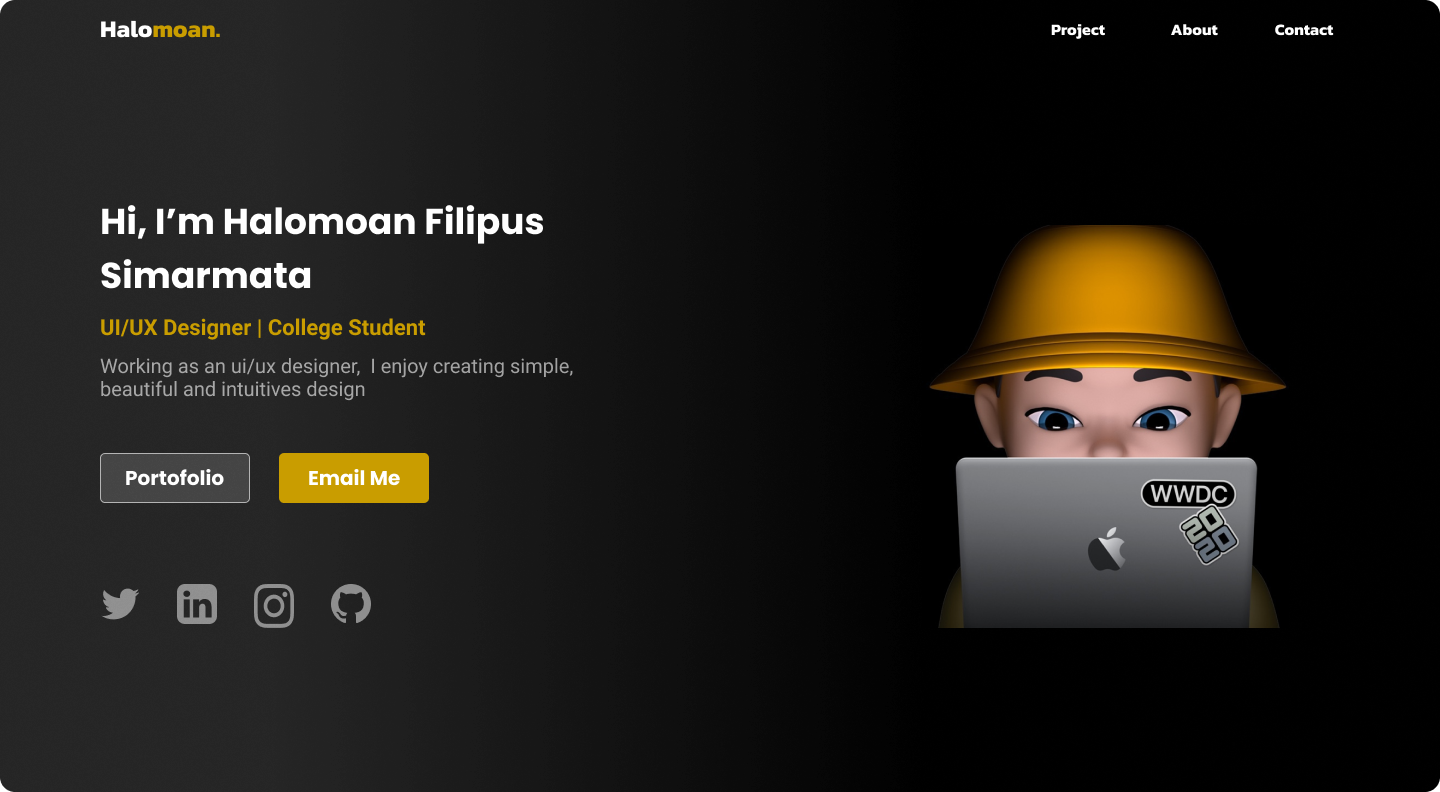 Halomoan.
Project
About
Contact
Hi, I’m Halomoan Filipus
Simarmata
UI/UX Designer | College Student
Working as an ui/ux designer,  I enjoy creating simple,
beautiful and intuitives design
Portofolio
Email Me
in
WWDC
2020